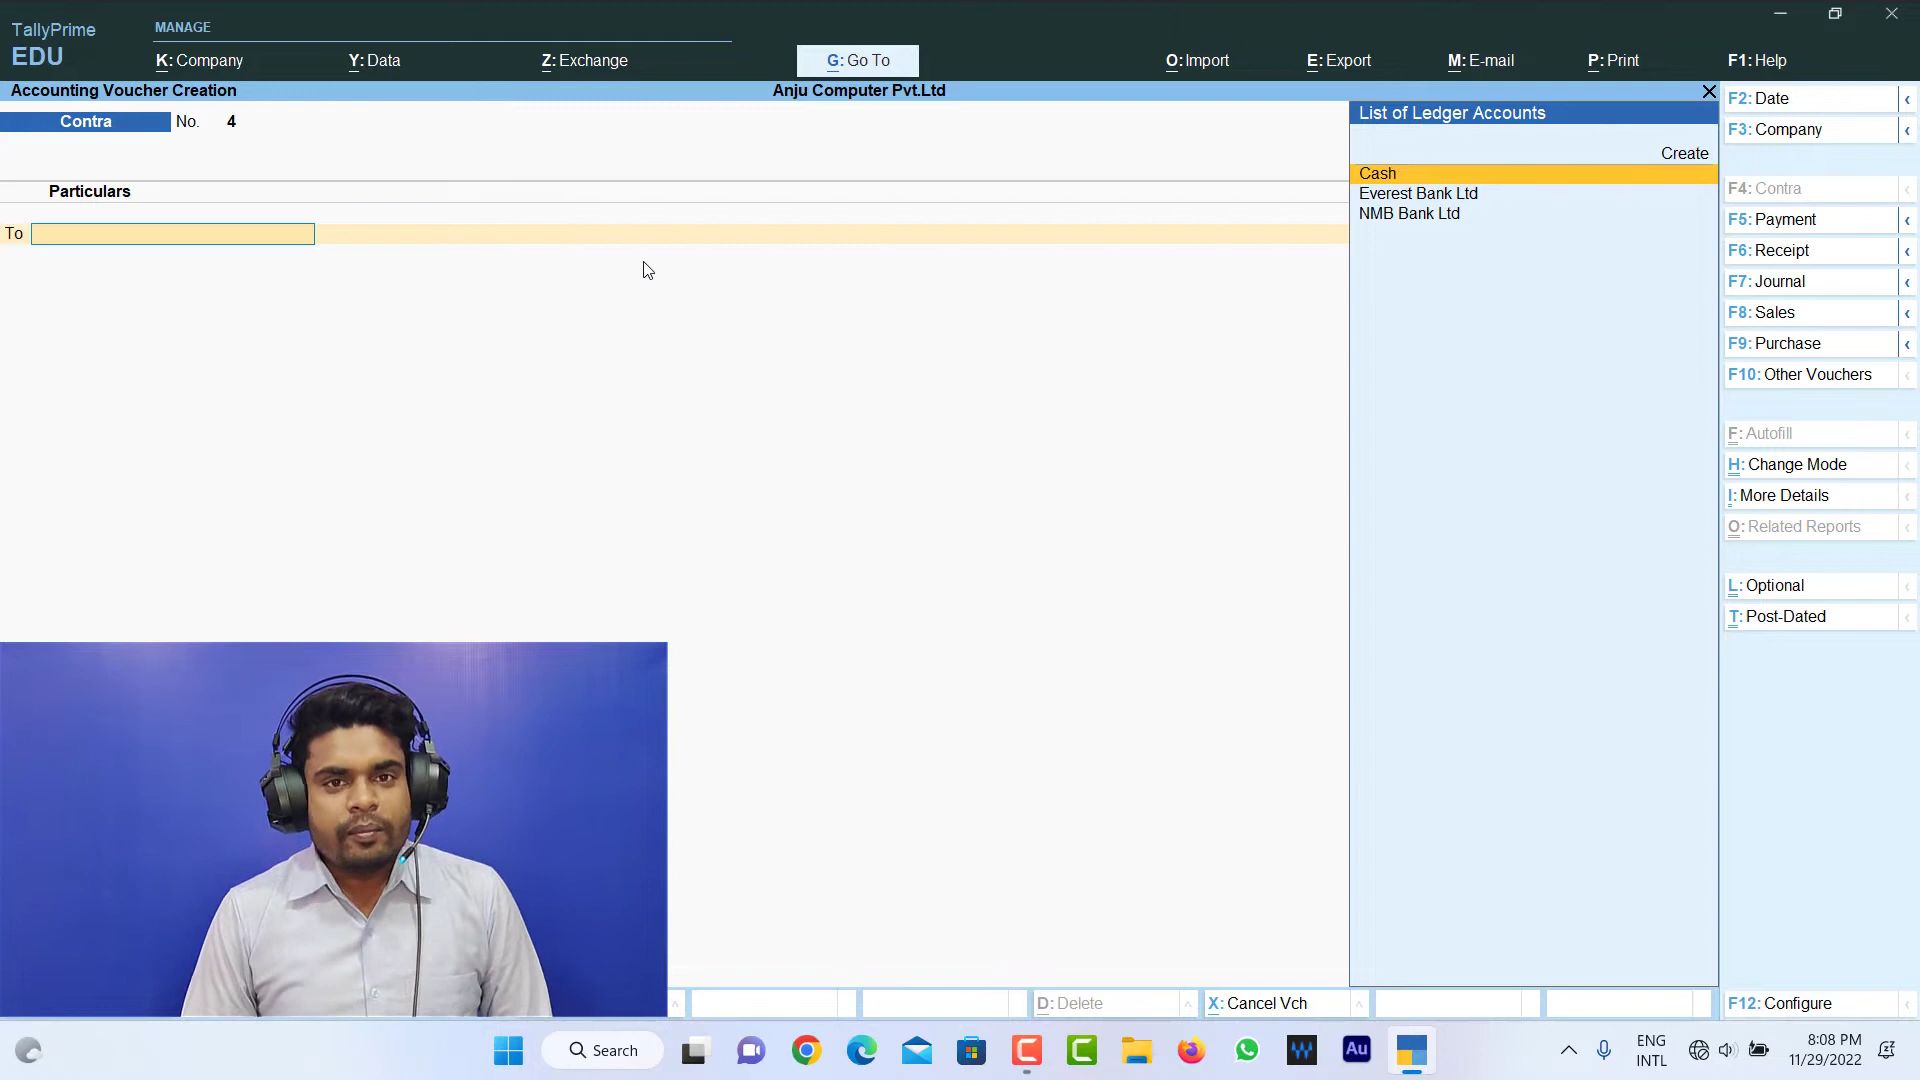 TallyPrime
EDU
MANAGE
K: Company
Y: Data
Z: Exchange
G: Go To
O: Import
E: Export
M: E-mail
P: Print
F1: Help
Accounting Voucher Creation
Anju Computer Pvt.Ltd
Contra No. 4
Particulars
To
List of Ledger Accounts
Create
Cash
Everest Bank Ltd
NMB Bank Ltd
F2: Date
F3: Company
F4: Contra
F5: Payment
F6: Receipt
F7: Journal
F8: Sales
F9: Purchase
F10: Other Vouchers
F: Autofill
H: Change Mode
I: More Details
O: Related Reports
L: Optional
T: Post-Dated
D: Delete
X: Cancel Vch
F12: Configure
Search
Au
ENG
INTL
8:08 PM
11/29/2022